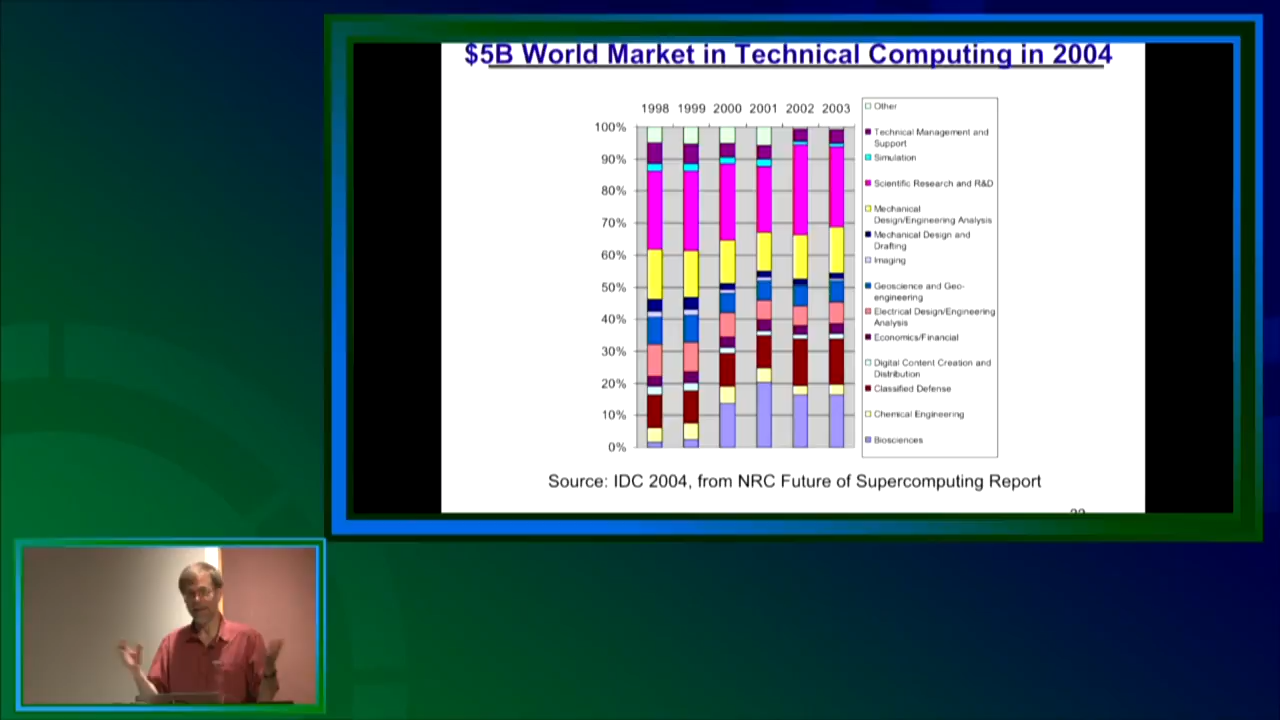 $5B World Market in Technical Computing in 2004
1998 1999 2000 2001 2002 2003
100%
90%
80%
70%
60%
50%
40%
30%
20%
10%
0%
Other
Technical Management and
Support
Simulation
Scientific Research and R&D
Mechanical
Design/Engineering Analysis
Mechanical Design and
Drafting
Imaging
Geoscience and Geo-
engineering
Electrical Design/Engineering
Analysis
Economics/Financial
Digital Content Creation and
Distribution
Classified Defense
Chemical Engineering
Biosciences
Source: IDC 2004, from NRC Future of Supercomputing Report